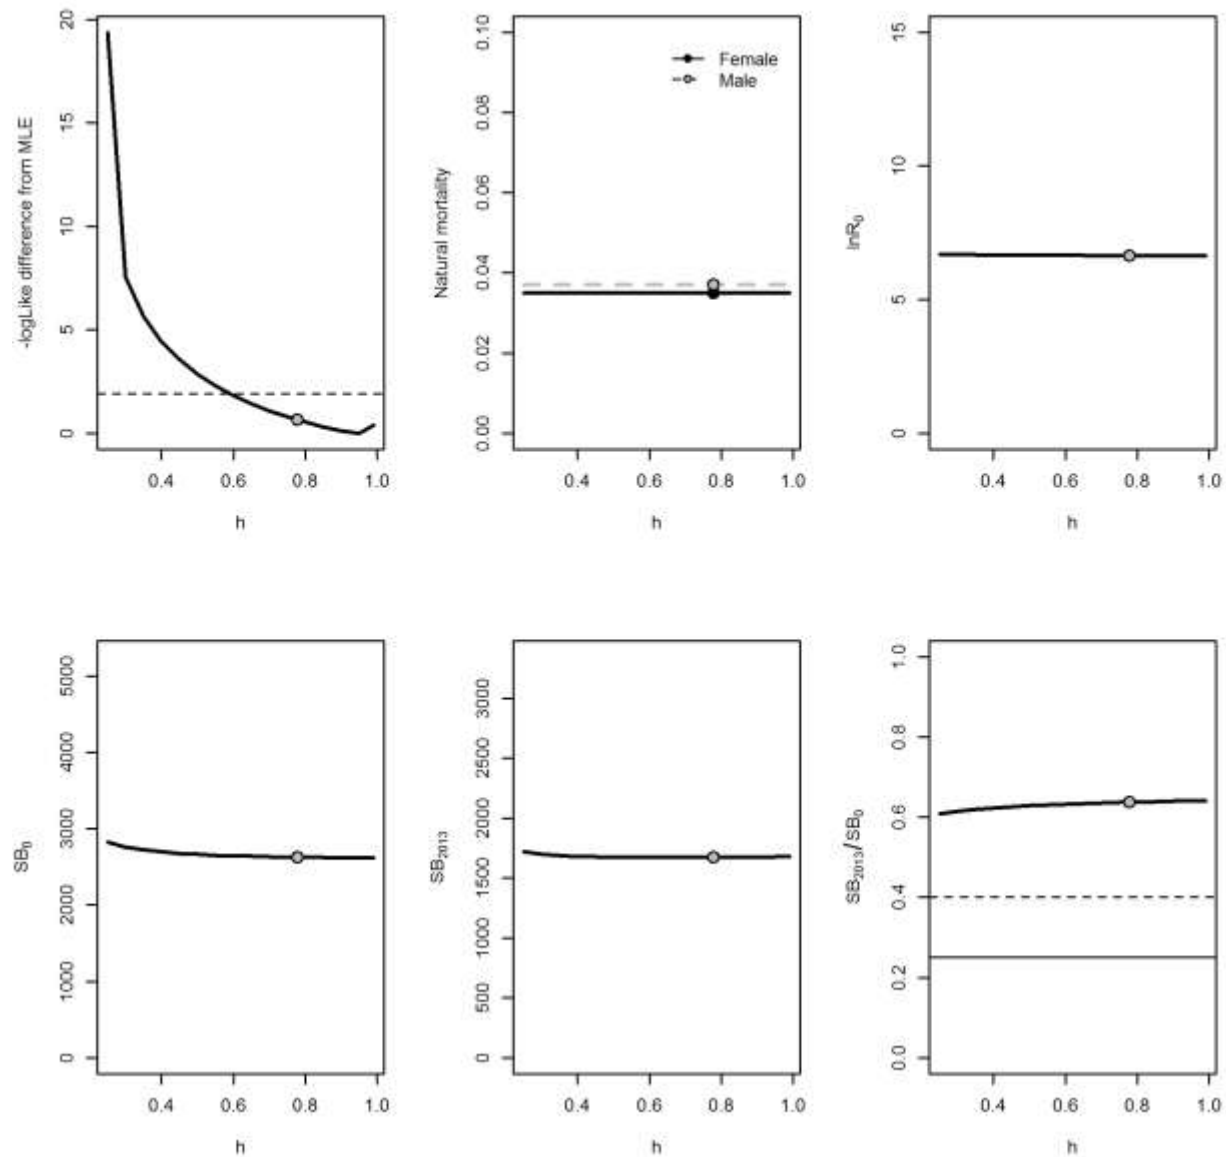 -logLike difference from MLE
20
15
10
5
0
0.4 0.6 0.8 1.0
h
Natural mortality
0.10
0.08
0.06
0.04
0.02
0.00
Female
Male
0.4 0.6 0.8 1.0
h
lnR0
15
10
5
0
0.4 0.6 0.8 1.0
h
SB0
5000
4000
3000
2000
1000
0
0.4 0.6 0.8 1.0
h
SB2013
3000
2500
2000
1500
1000
500
0
0.4 0.6 0.8 1.0
h
SB2013/SB0
1.0
0.8
0.6
0.4
0.2
0.0
0.4 0.6 0.8 1.0
h